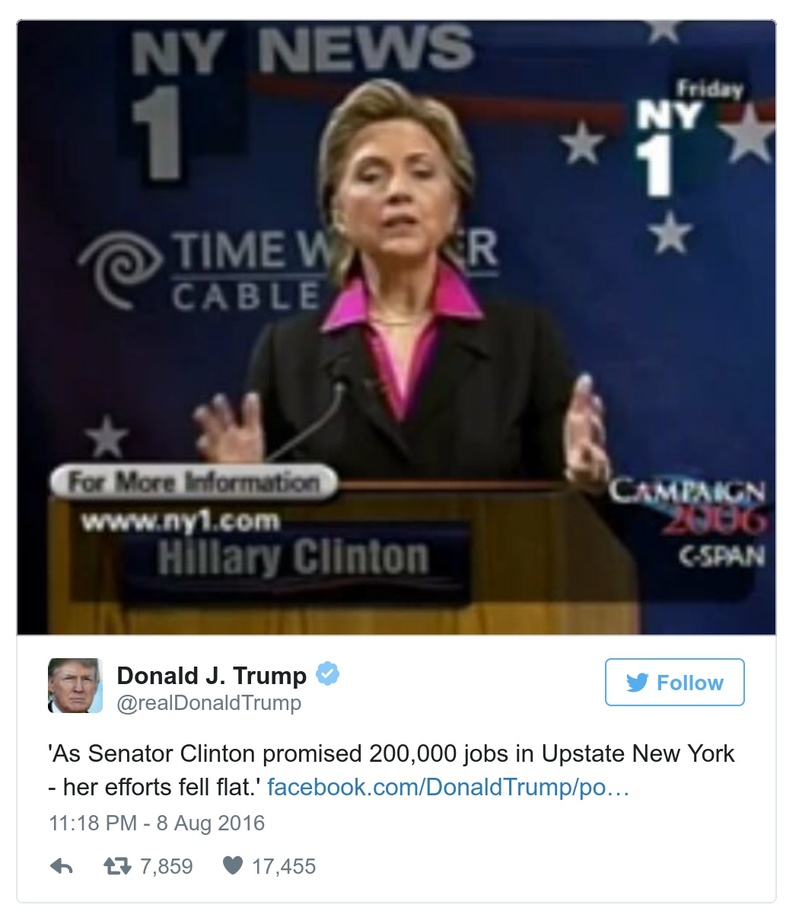 NY NEWS
1
Friday
NY
1
TIME W ER
CABLE
For More Information
www.ny1.com
Hillary Clinton
CAMPAIGN
2006
C-SPAN
Donald J. Trump
@realDonaldTrump
Follow
'As Senator Clinton promised 200,000 jobs in Upstate New York
- her efforts fell flat.' facebook.com/DonaldTrump/po…
11:18 PM - 8 Aug 2016
7,859
17,455